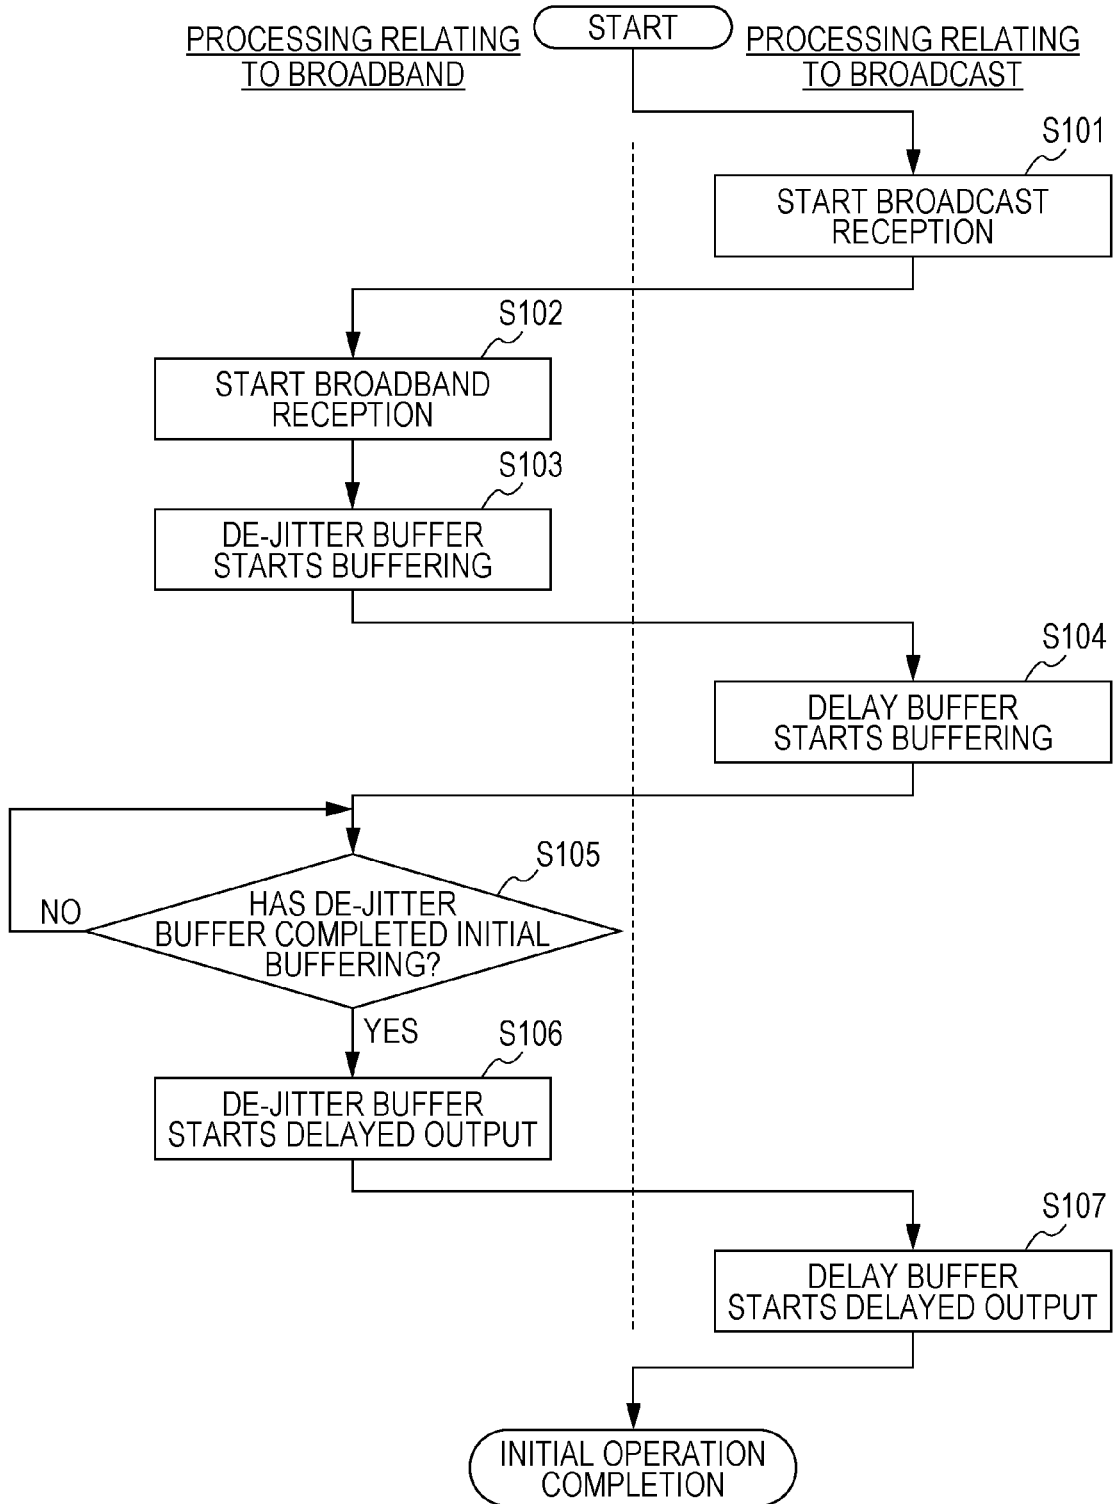 START
PROCESSING RELATING
TO BROADBAND
PROCESSING RELATING
TO BROADCAST
S101
START BROADCAST
RECEPTION
S102
START BROADBAND
RECEPTION
S103
DE-JITTER BUFFER
STARTS BUFFERING
S104
DELAY BUFFER
STARTS BUFFERING
S105
HAS DE-JITTER
BUFFER COMPLETED INITIAL
BUFFERING?
NO
YES
S106
DE-JITTER BUFFER
STARTS DELAYED OUTPUT
S107
DELAY BUFFER
STARTS DELAYED OUTPUT
INITIAL OPERATION
COMPLETION